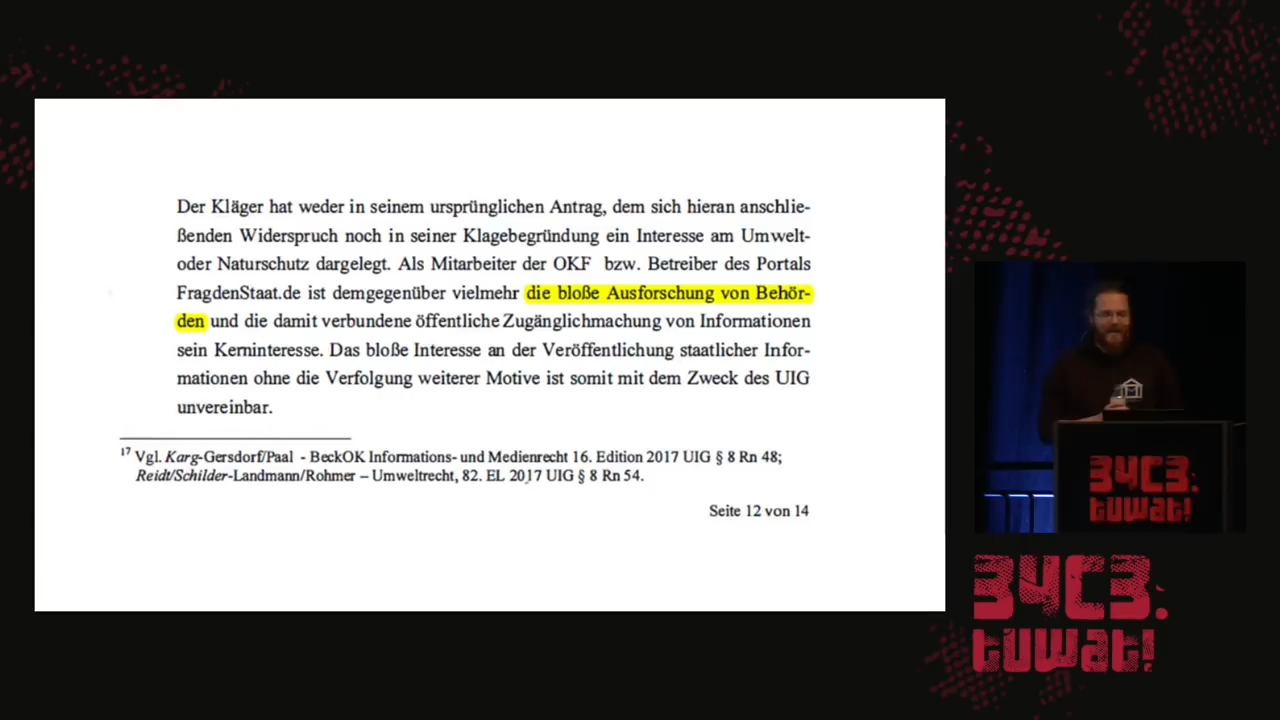 Der Kläger hat weder in seinem ursprünglichen Antrag, dem sich hieran anschlie-
ßenden Widerspruch noch in seiner Klagebegründung ein Interesse am Umwelt-
oder Naturschutz dargelegt. Als Mitarbeiter der OKF bzw. Betreiber des Portals
FragdenStaat.de ist demgegenüber vielmehr die bloße Ausforschung von Behör-
den und die damit verbundene öffentliche Zugänglichmachung von Informationen
sein Kerninteresse. Das bloße Interesse an der Veröffentlichung staatlicher Infor-
mationen ohne die Verfolgung weiterer Motive ist somit mit dem Zweck des UIG
unvereinbar.
17 Vgl. Karg-Gersdorf/Paal - BeckOK Informations- und Medienrecht 16. Edition 2017 UIG § 8 Rn 48;
Reidt/Schilder-Landmann/Rohmer – Umweltrecht, 82. EL 2017 UIG § 8 Rn 54.
Seite 12 von 14
34C3.
tuwat!
34C3.
tuwat!